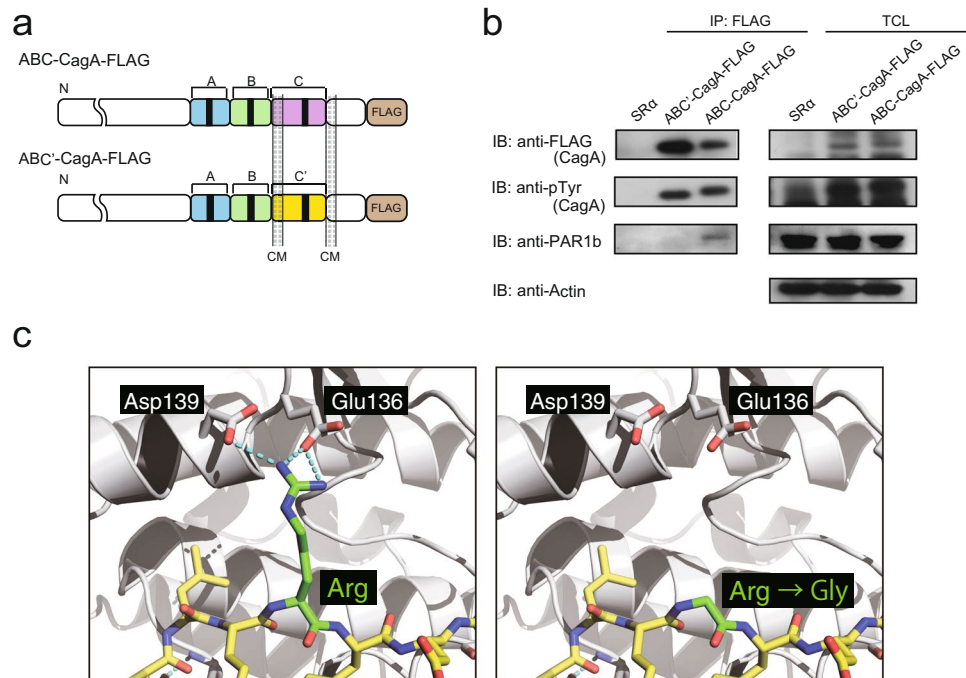 a
ABC-CagA-FLAG
N
A B C
FLAG
ABC'-CagA-FLAG
N
A B C'
FLAG
CM CM
b
IP: FLAG TCL
SRα ABC'-CagA-FLAG ABC-CagA-FLAG SRα ABC'-CagA-FLAG ABC-CagA-FLAG
IB: anti-FLAG
(CagA)
IB: anti-pTyr
(CagA)
IB: anti-PAR1b
IB: anti-Actin
c
Asp139 Glu136
Arg
Asp139 Glu136
Arg → Gly